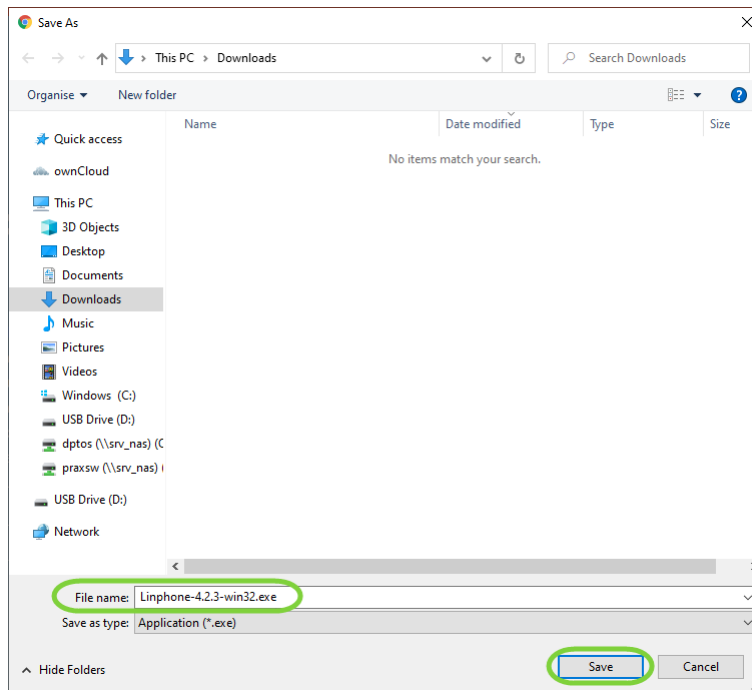 Save As
This PC > Downloads
Search Downloads
Organise
New folder
Name
Date modified
Type
Size
No items match your search.
Quick access
ownCloud
This PC
3D Objects
Desktop
Documents
Downloads
Music
Pictures
Videos
Windows (C:)
USB Drive (D:)
dptos (\\srv_nas) (
praxsw (\\srv_nas) (
USB Drive (D:)
Network
File name: Linphone-4.2.3-win32.exe
Save as type: Application (*.exe)
Hide Folders
Save
Cancel